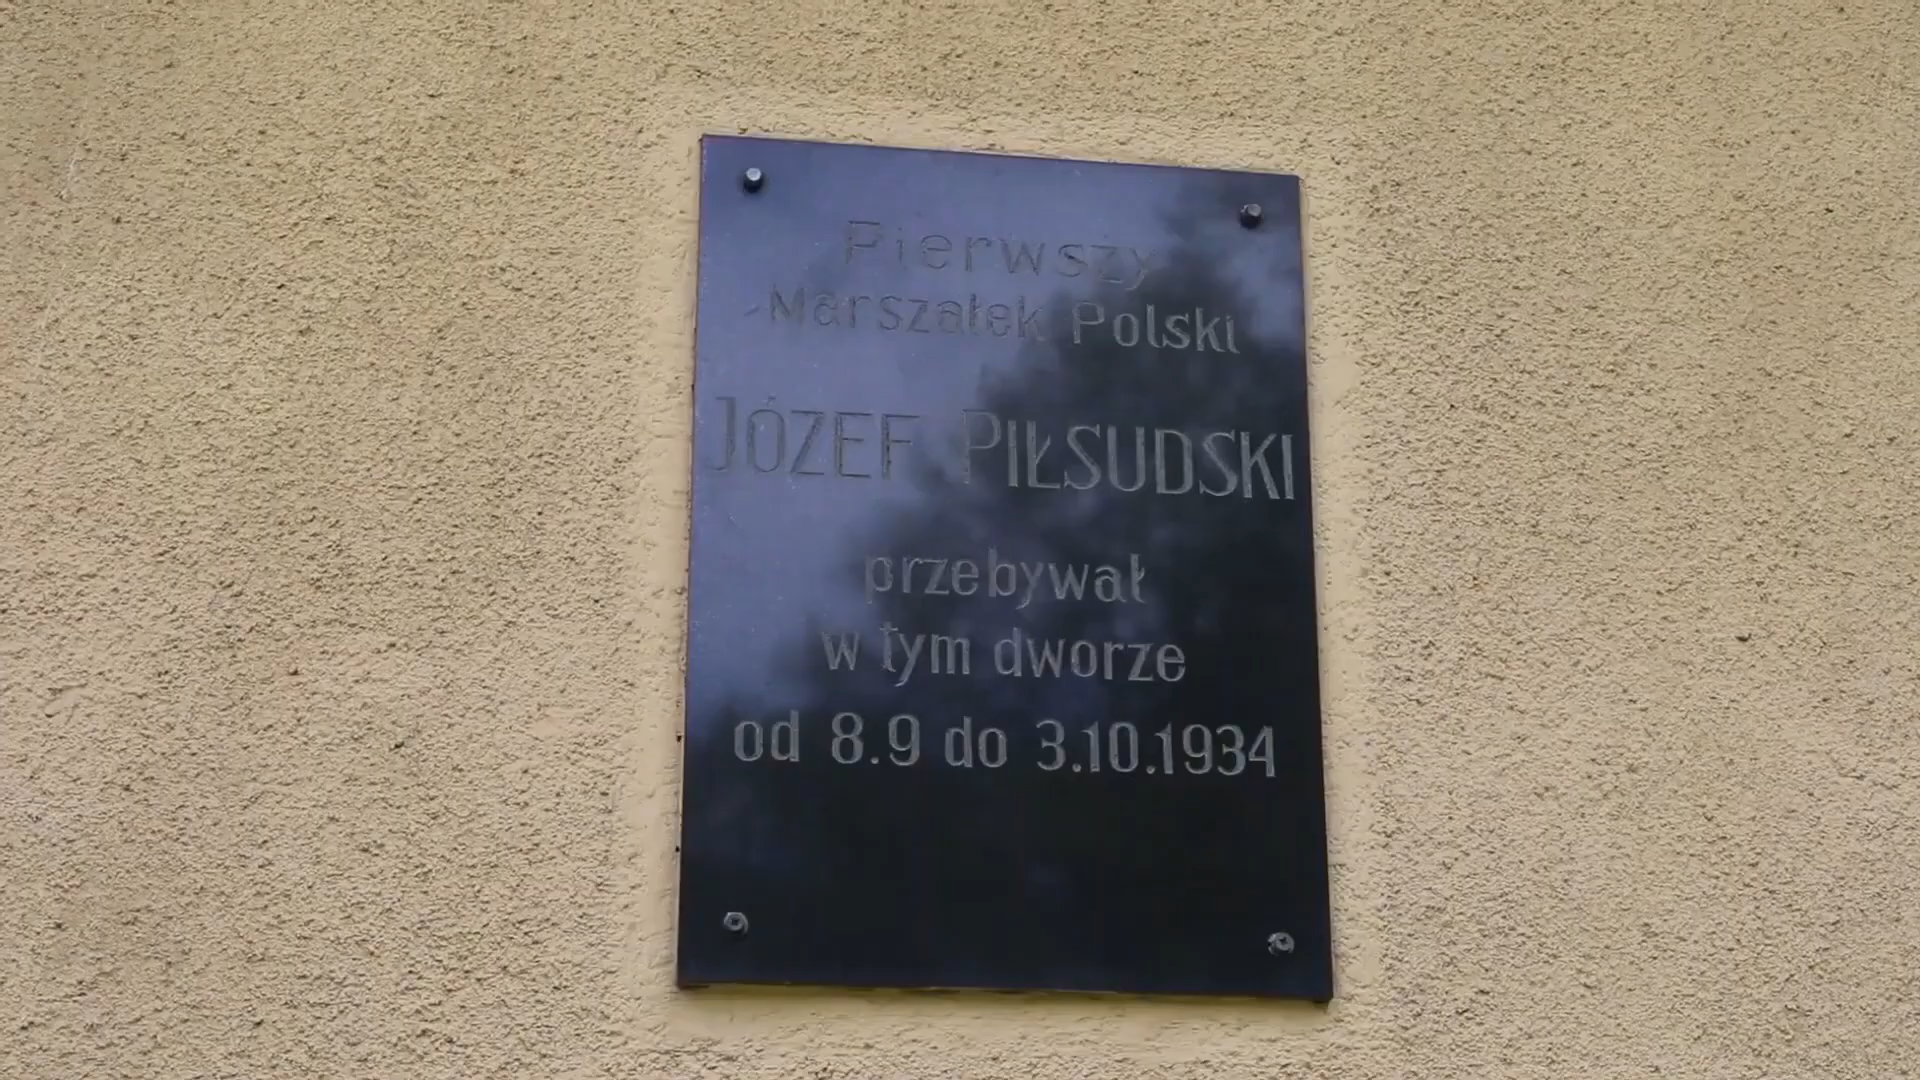 Pierwszy
Marszałek Polski
JÓZEF PIŁSUDSKI
przebywał
w tym dworze
od 8.9 do 3.10.1934